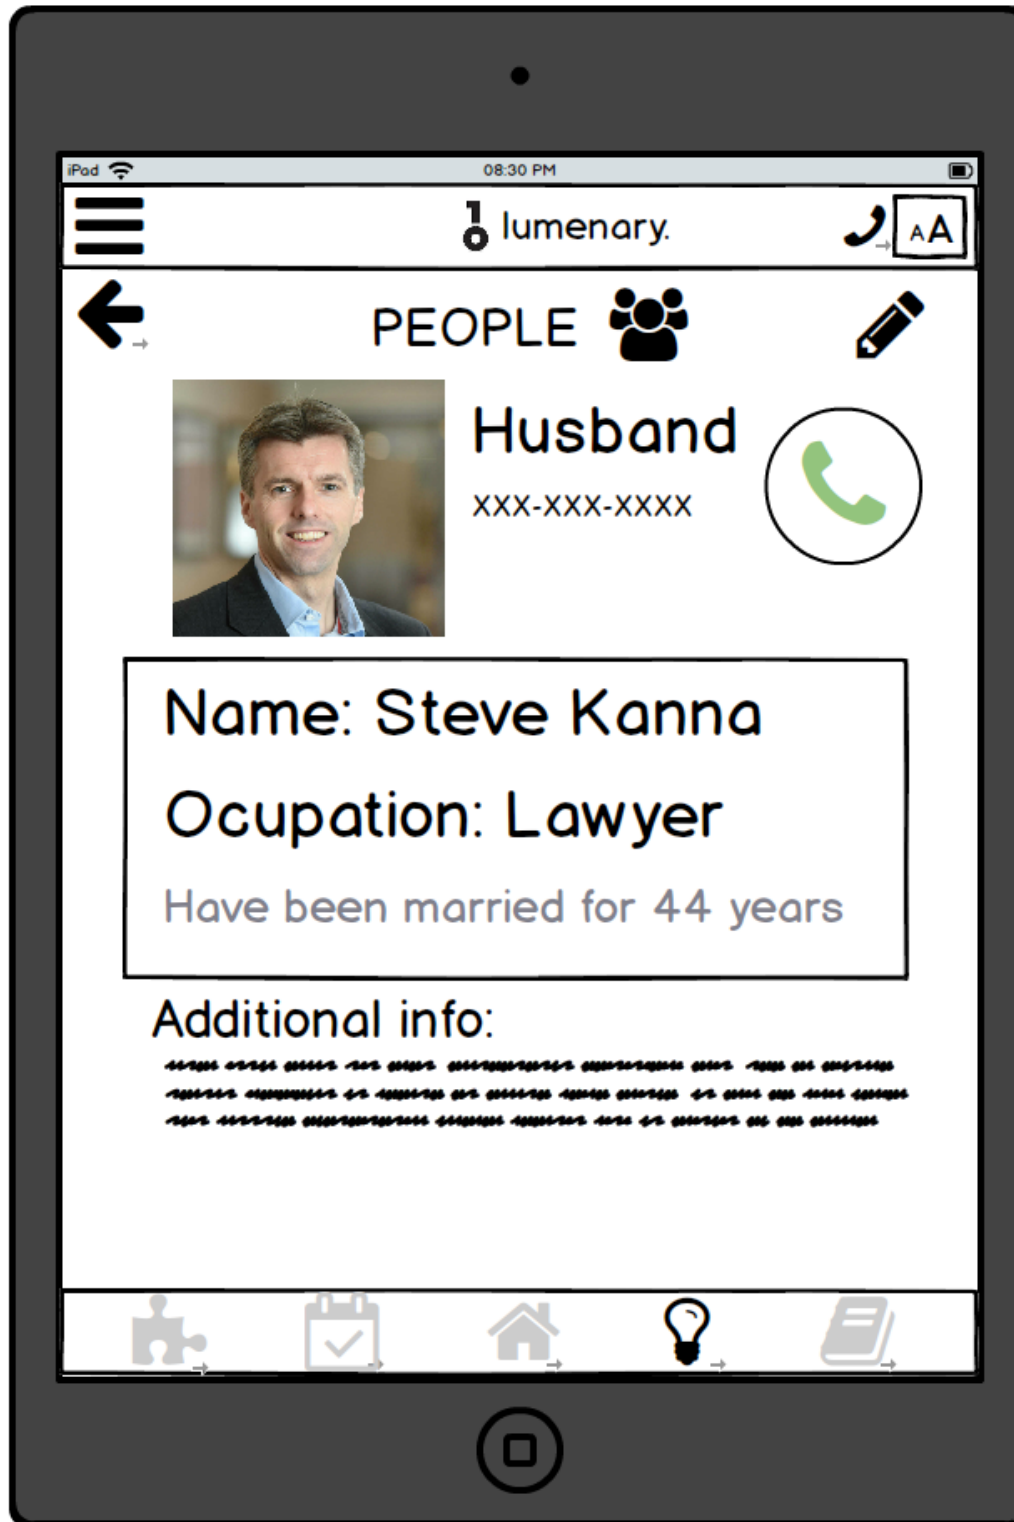 iPad 08:30 PM
lumenary. AA
PEOPLE
Husband
xxx-xxx-xxxx
Name: Steve Kanna
Ocupation: Lawyer
Have been married for 44 years
Additional info: